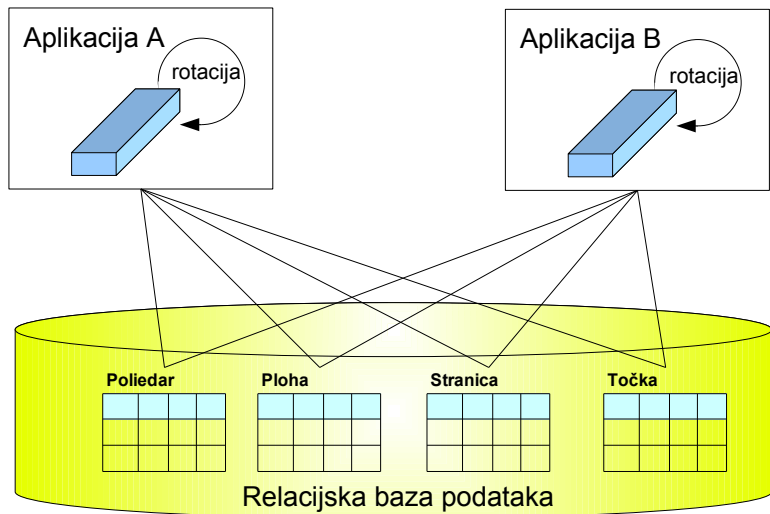 Aplikacija A
rotacija
Aplikacija B
rotacija
Poliedar
Ploha
Stranica
Točka
Relacijska baza podataka